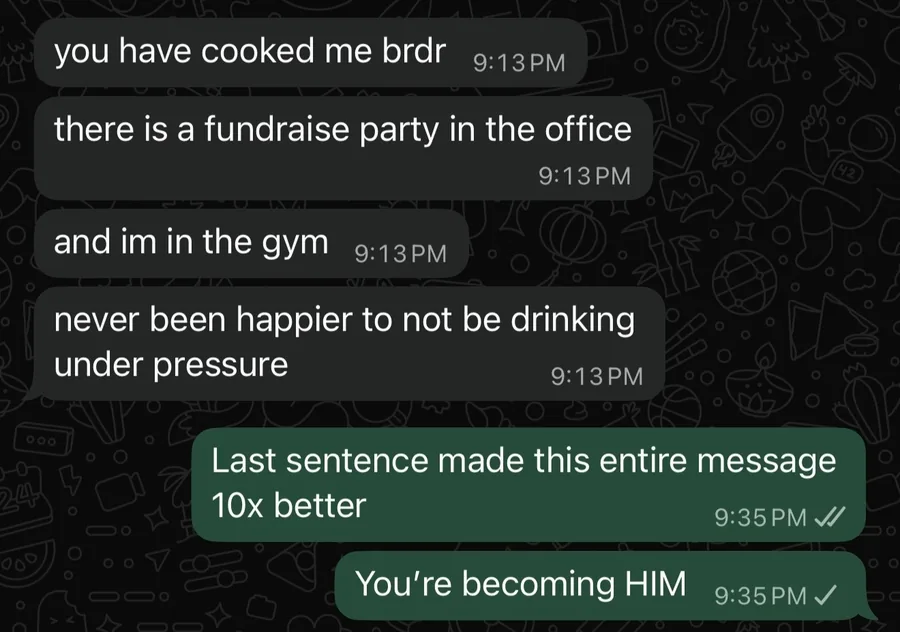 you have cooked me brdr 9:13 PM
there is a fundraise party in the office
9:13 PM
and im in the gym 9:13 PM
never been happier to not be drinking
under pressure 9:13 PM
Last sentence made this entire message
10x better 9:35 PM
You're becoming HIM 9:35 PM